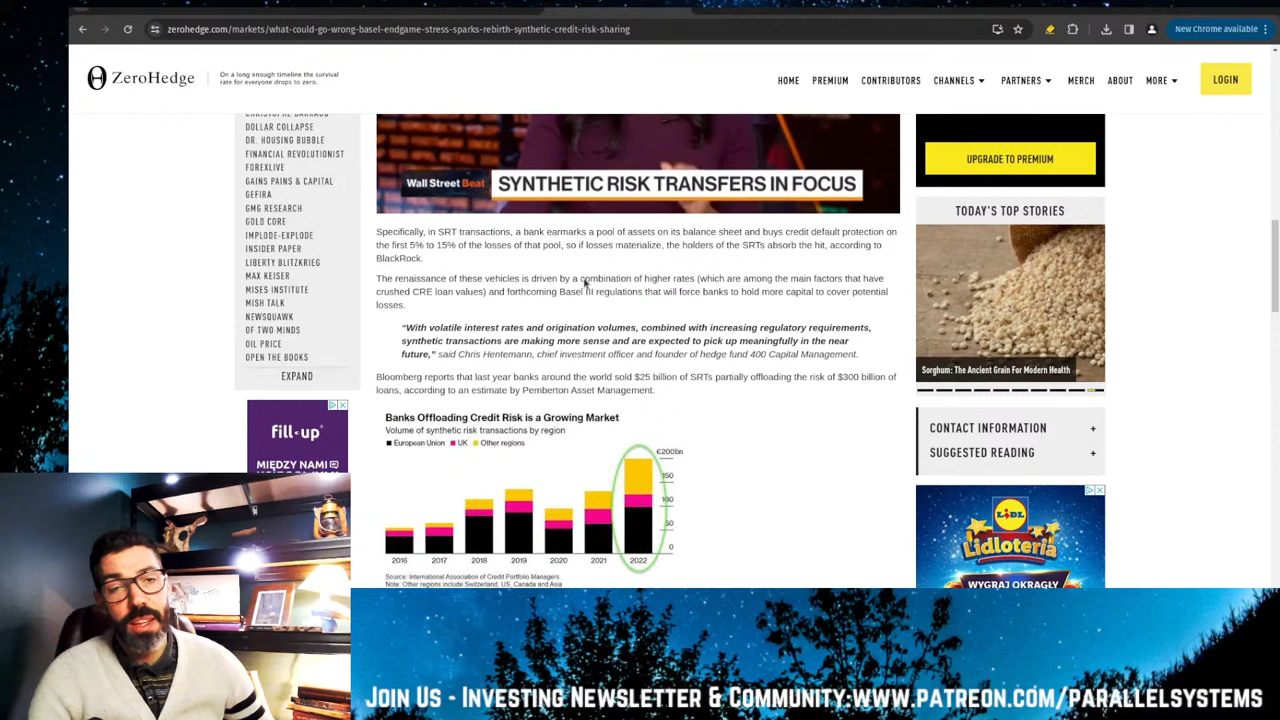 zerohedge.com/markets/what-could-go-wrong-basel-endgame-stress-sparks-rebirth-synthetic-credit-risk-sharing
New Chrome available
ZeroHedge
On a long enough timeline the survival
rate for everyone drops to zero.
HOME PREMIUM CONTRIBUTORS CHANNELS PARTNERS MERCH ABOUT MORE
LOGIN
CHRISTOPHE BARRAUD
DOLLAR COLLAPSE
DR. HOUSING BUBBLE
FINANCIAL REVOLUTIONIST
FOREXLIVE
GAINS PAINS & CAPITAL
GEFIRA
GMG RESEARCH
GOLD CORE
IMPLODE-EXPLODE
INSIDER PAPER
LIBERTY BLITZKRIEG
MAX KEISER
MISES INSTITUTE
MISH TALK
NEWSQUAWK
OF TWO MINDS
OIL PRICE
OPEN THE BOOKS
EXPAND
fill·up
MIĘDZY NAMI
Wall Street Beat
SYNTHETIC RISK TRANSFERS IN FOCUS
Specifically, in SRT transactions, a bank earmarks a pool of assets on its balance sheet and buys credit default protection
on the first 5% to 15% of the losses of that pool, so if losses materialize, the holders of the SRTs absorb the hit, according to
BlackRock.
The renaissance of these vehicles is driven by a combination of higher rates (which are among the main factors that have
crushed CRE loan values) and forthcoming Basel III regulations that will force banks to hold more capital to cover potential
losses.
“With volatile interest rates and origination volumes, combined with increasing regulatory requirements,
synthetic transactions are making more sense and are expected to pick up meaningfully in the near
future,” said Chris Hentemann, chief investment officer and founder of hedge fund 400 Capital Management.
Bloomberg reports that last year banks around the world sold $25 billion of SRTs partially offloading the risk of $300 billion of
loans, according to an estimate by Pemberton Asset Management.
Banks Offloading Credit Risk is a Growing Market
Volume of synthetic risk transactions by region
European Union UK Other regions
€200bn
150
100
50
0
2016 2017 2018 2019 2020 2021 2022
Source: International Association of Credit Portfolio Managers
Note: Other regions include Switzerland, US, Canada and Asia
UPGRADE TO PREMIUM
TODAY'S TOP STORIES
Sorghum: The Ancient Grain For Modern Health
CONTACT INFORMATION +
SUGGESTED READING +
LIDL
Lidloteria
WYGRAJ OKRĄGŁY
Join Us - Investing Newsletter & Community:www.patreon.com/parallelsystems